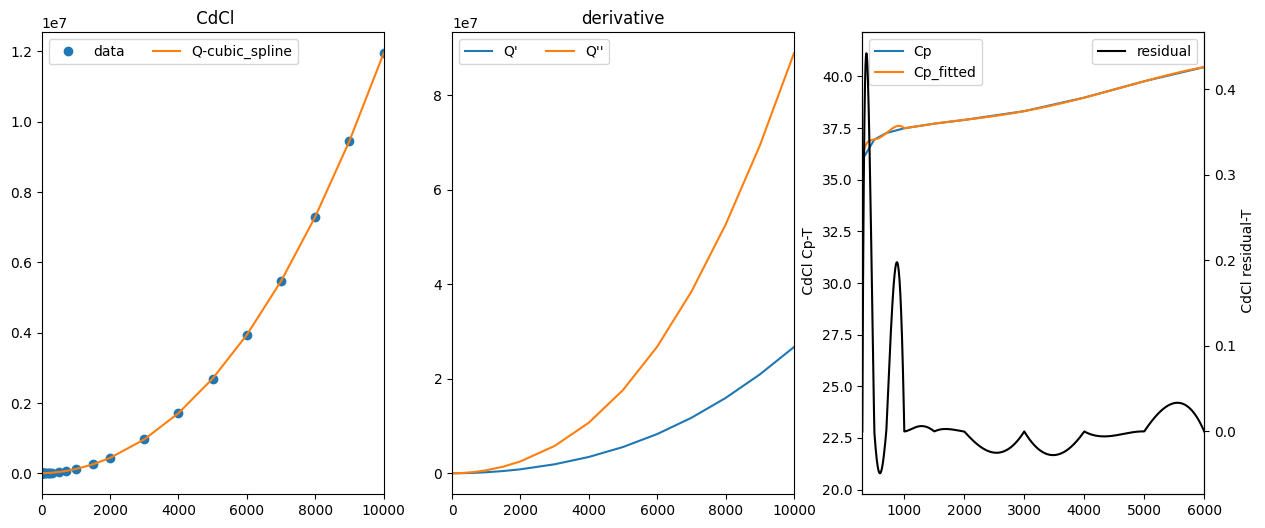 CdCl
1e7
data
Q-cubic_spline
1.2
1.0
0.8
0.6
0.4
0.2
0.0
0 2000 4000 6000 8000 10000
derivative
1e7
Q'
Q''
8
6
4
2
0
0 2000 4000 6000 8000 10000
Cp
Cp_fitted
residual
40.0
37.5
35.0
32.5
30.0
27.5
25.0
22.5
20.0
CdCl Cp-T
0.4
0.3
0.2
0.1
0.0
CdCl residual-T
1000 2000 3000 4000 5000 6000